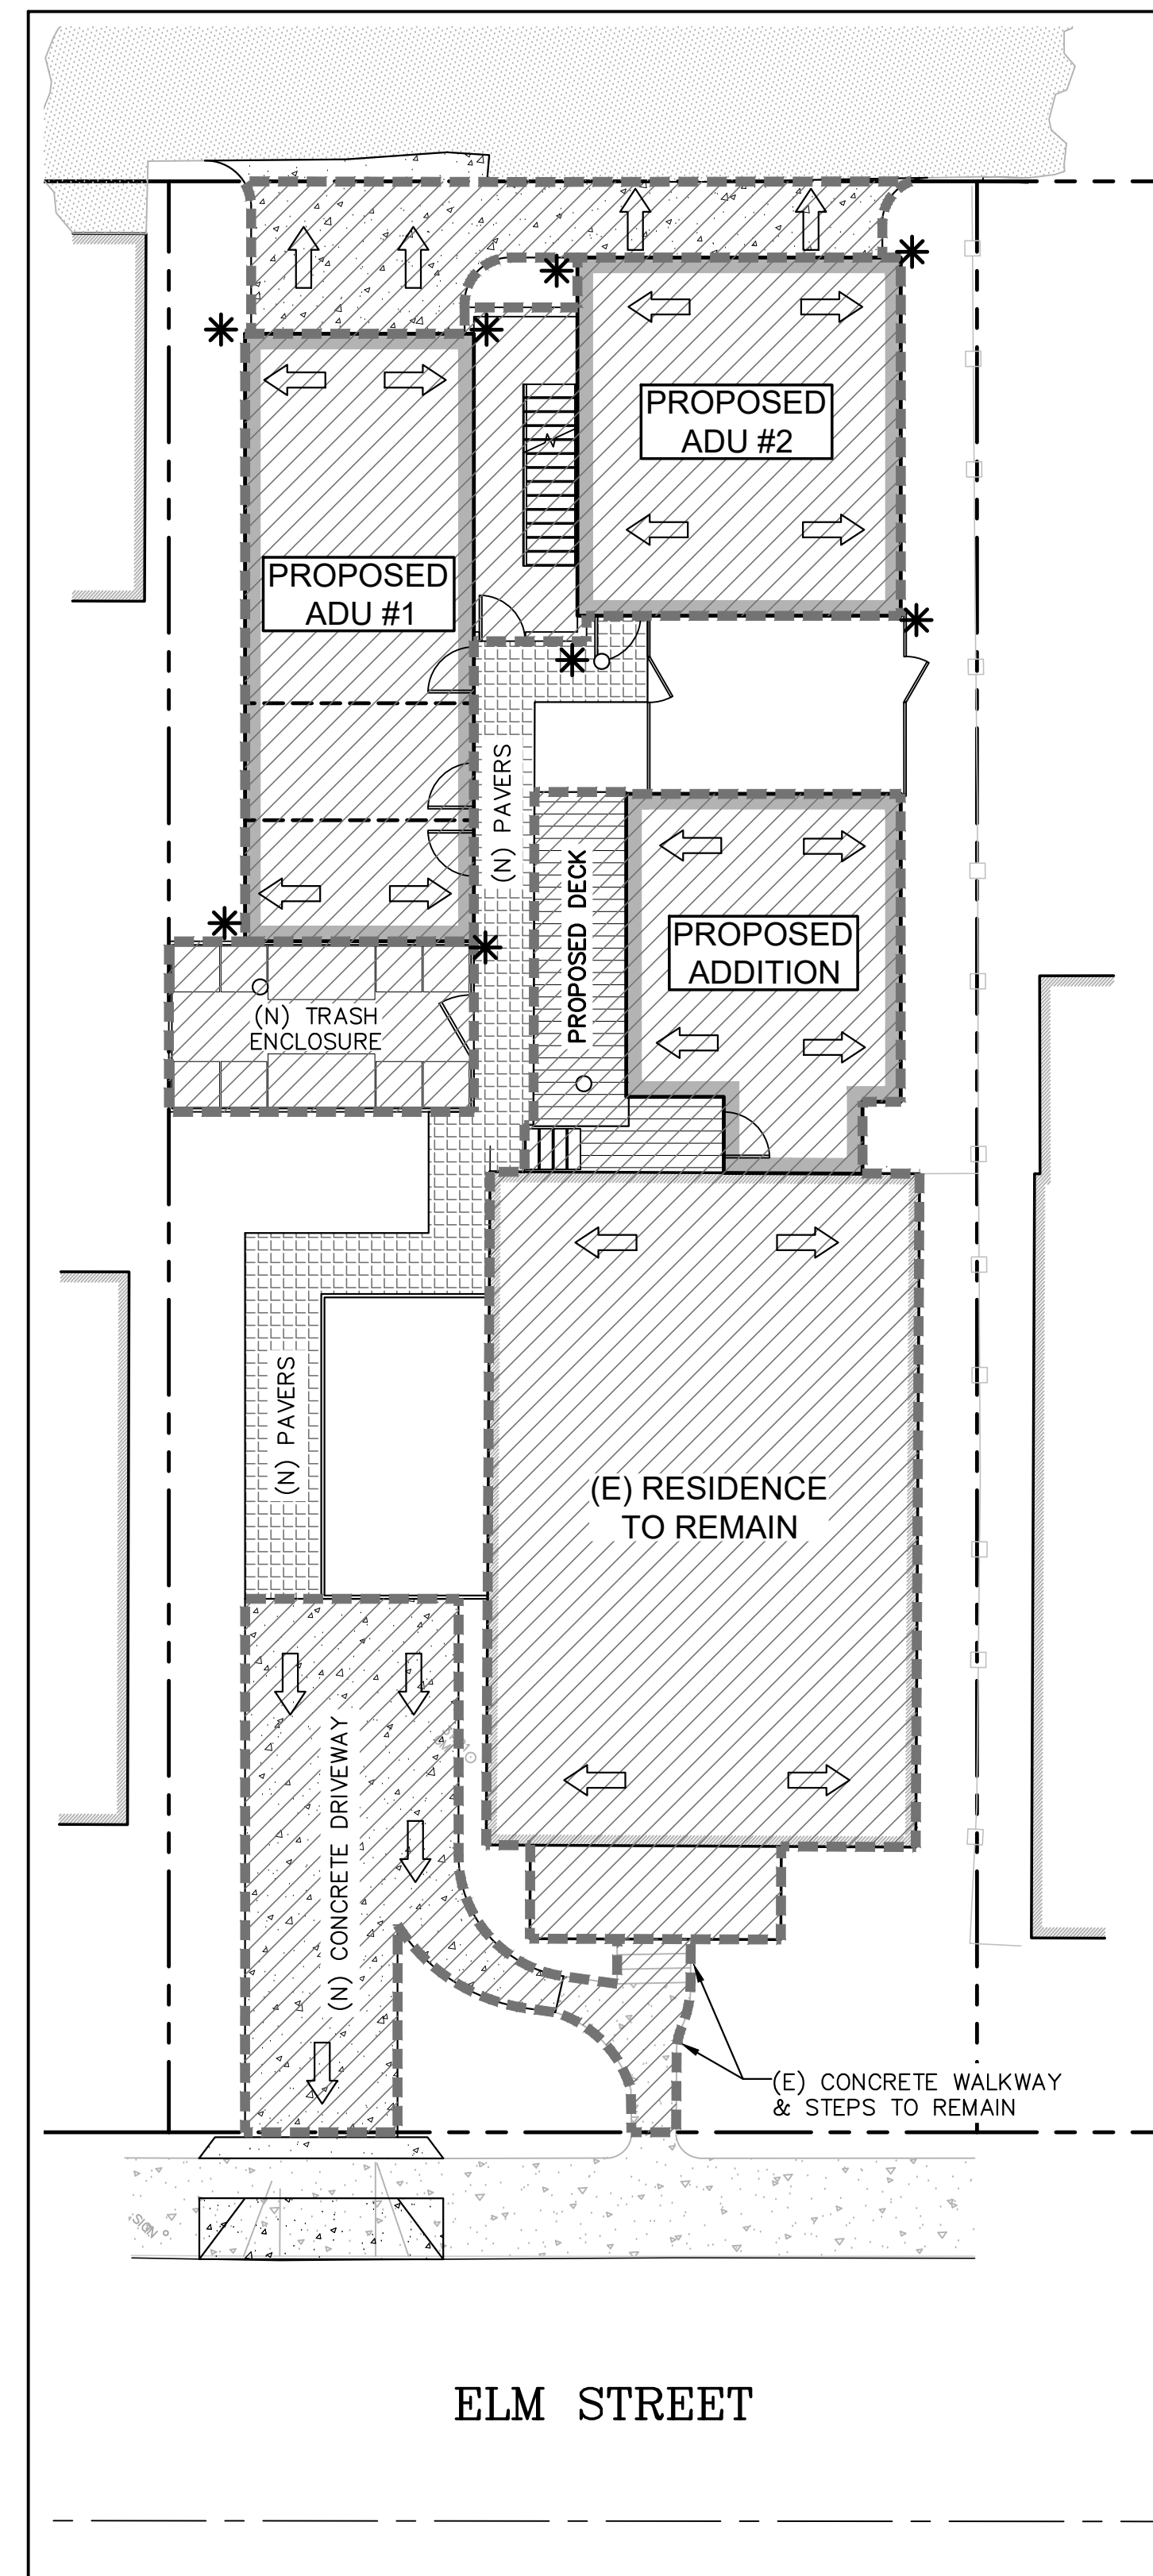 PROPOSED
ADU #2
PROPOSED
ADU #1
(N) PAVERS
PROPOSED DECK
PROPOSED
ADDITION
(N) TRASH
ENCLOSURE
(N) PAVERS
(E) RESIDENCE
TO REMAIN
(N) CONCRETE DRIVEWAY
(E) CONCRETE WALKWAY
& STEPS TO REMAIN
SIGN
ELM STREET